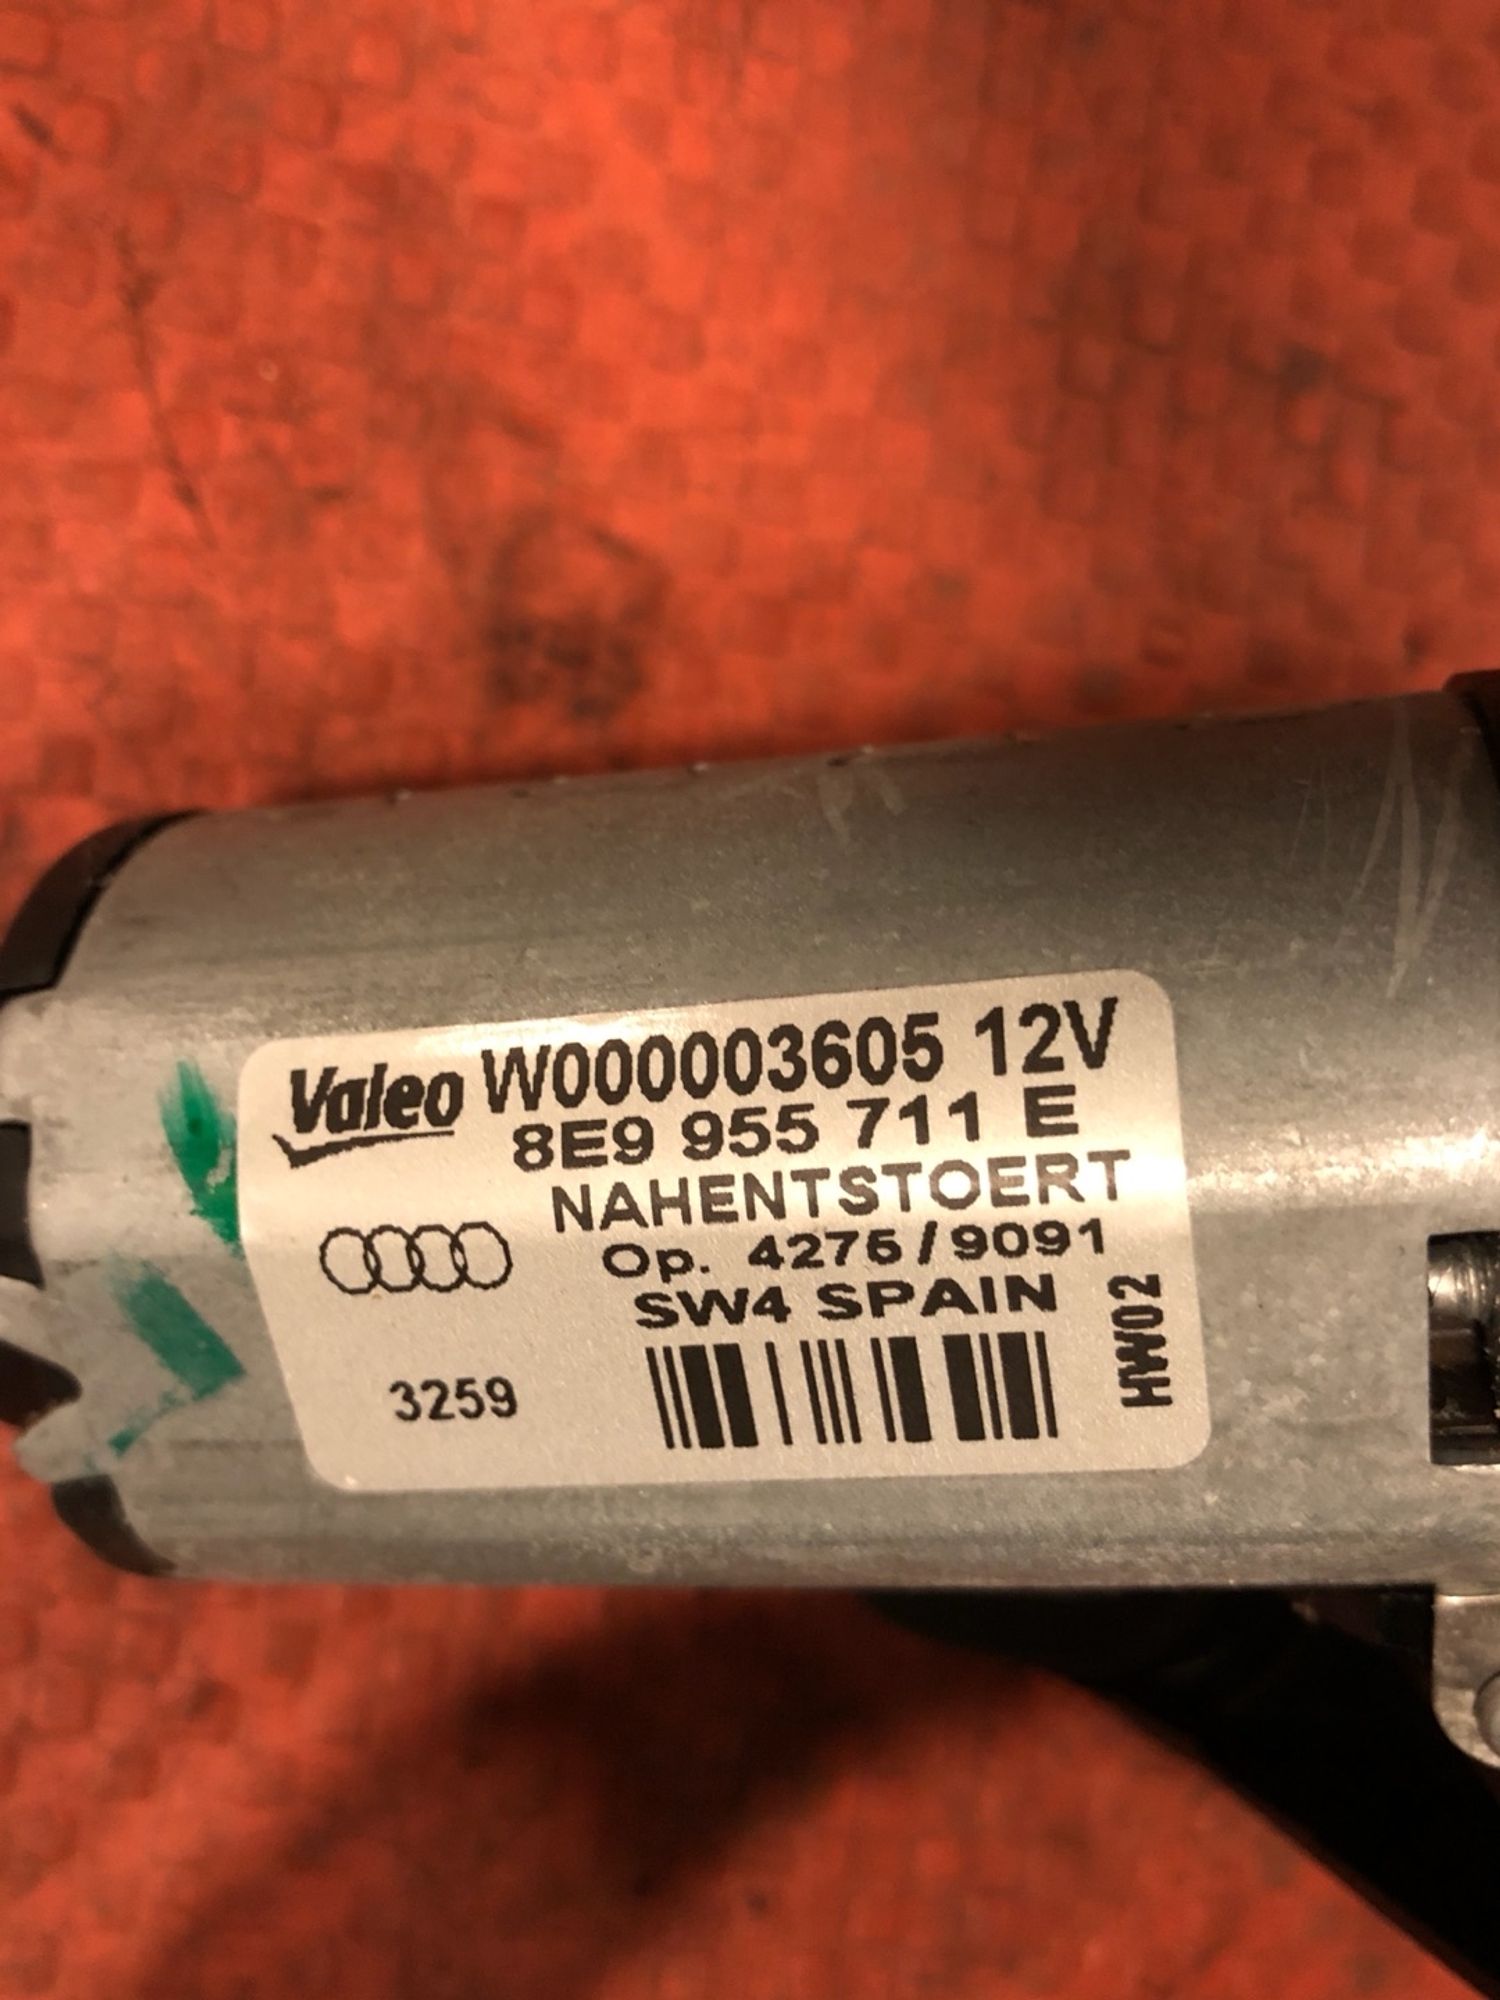 Valeo W000003605 12V
8E9 955 711 E
NAHENTSTOERT
Op. 4276/9091
SW4 SPAIN
HW02
3259